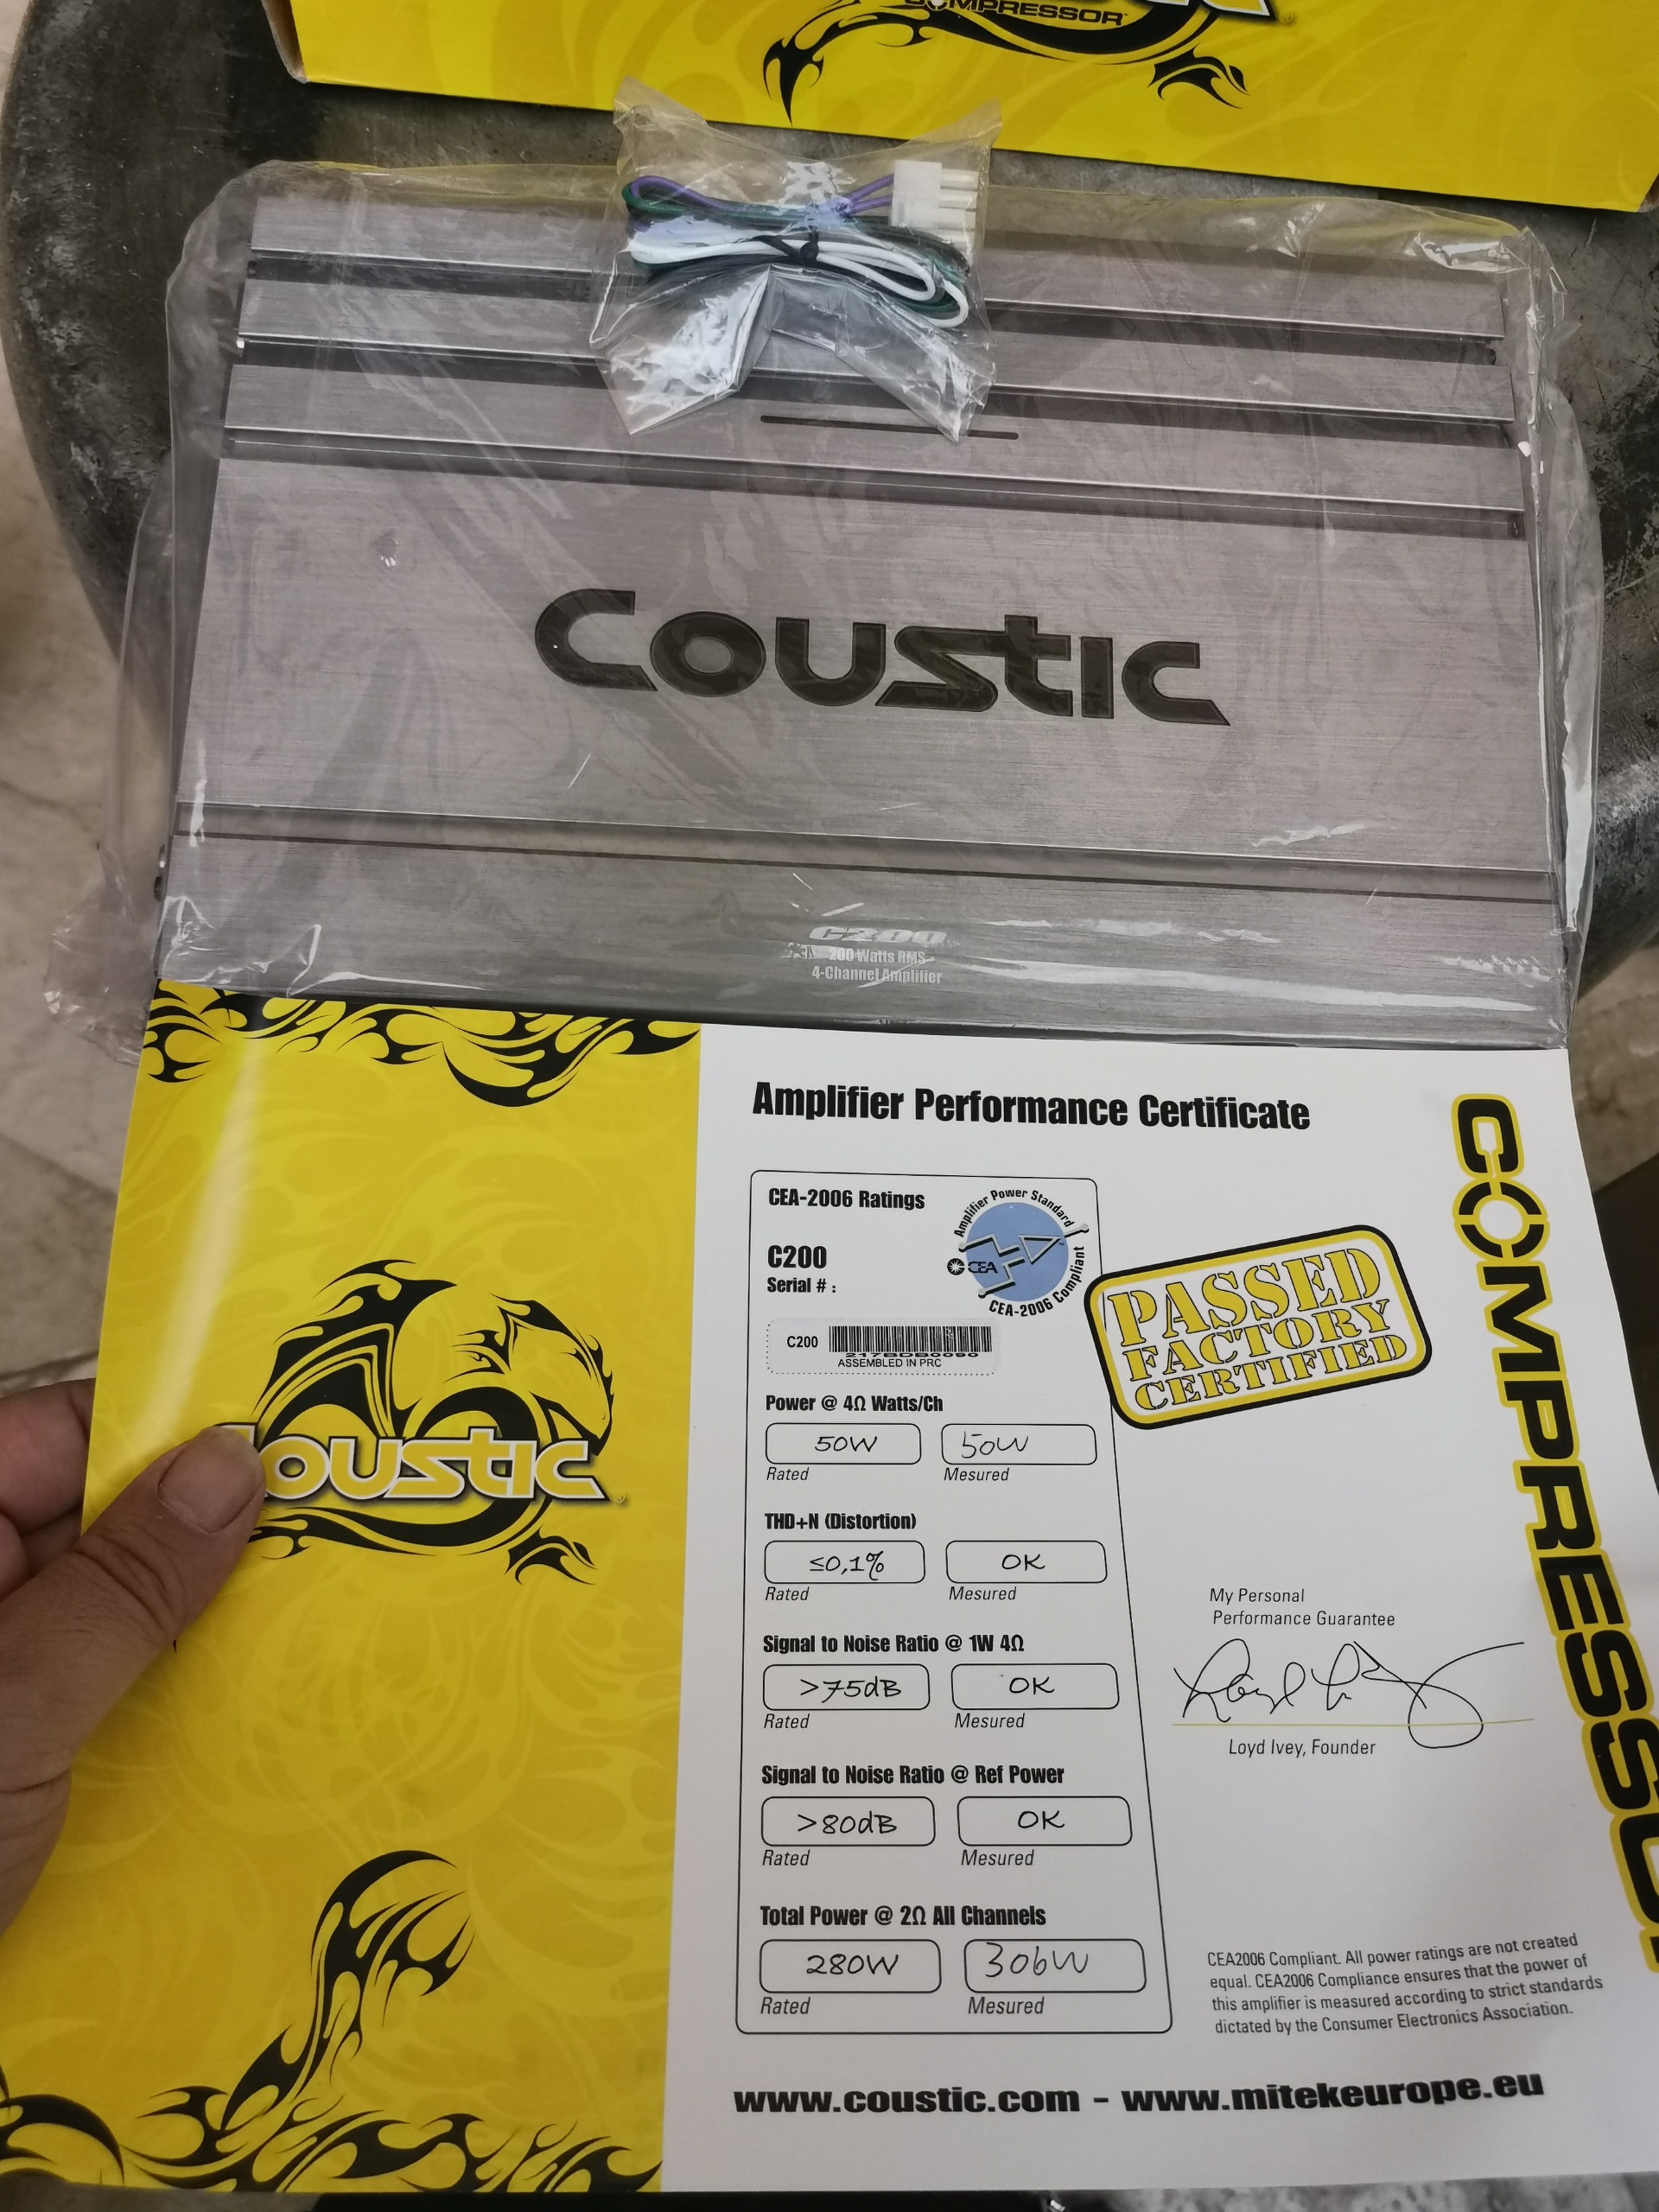 COMPRESSOR™
Coustic
C200
200 Watts RMS
4-Channel Amplifier
Amplifier Performance Certificate
CEA-2006 Ratings
C200
Serial # :
Amplifier Power Standard
CEA
CEA-2006 Compliant
C200
217BDB0090
ASSEMBLED IN PRC
PASSED
FACTORY
CERTIFIED
COMPRESSO
Power @ 4Ω Watts/Ch
50W 50W
Rated Mesured
THD+N (Distortion)
≤0,1% OK
Rated Mesured
Signal to Noise Ratio @ 1W 4Ω
>75dB OK
Rated Mesured
Signal to Noise Ratio @ Ref Power
>80dB OK
Rated Mesured
Total Power @ 2Ω All Channels
280W 306W
Rated Mesured
oustic
My Personal
Performance Guarantee
Loyd Ivey, Founder
CEA2006 Compliant. All power ratings are not created
equal. CEA2006 Compliance ensures that the power of
this amplifier is measured according to strict standards
dictated by the Consumer Electronics Association.
www.coustic.com - www.mitekeurope.eu